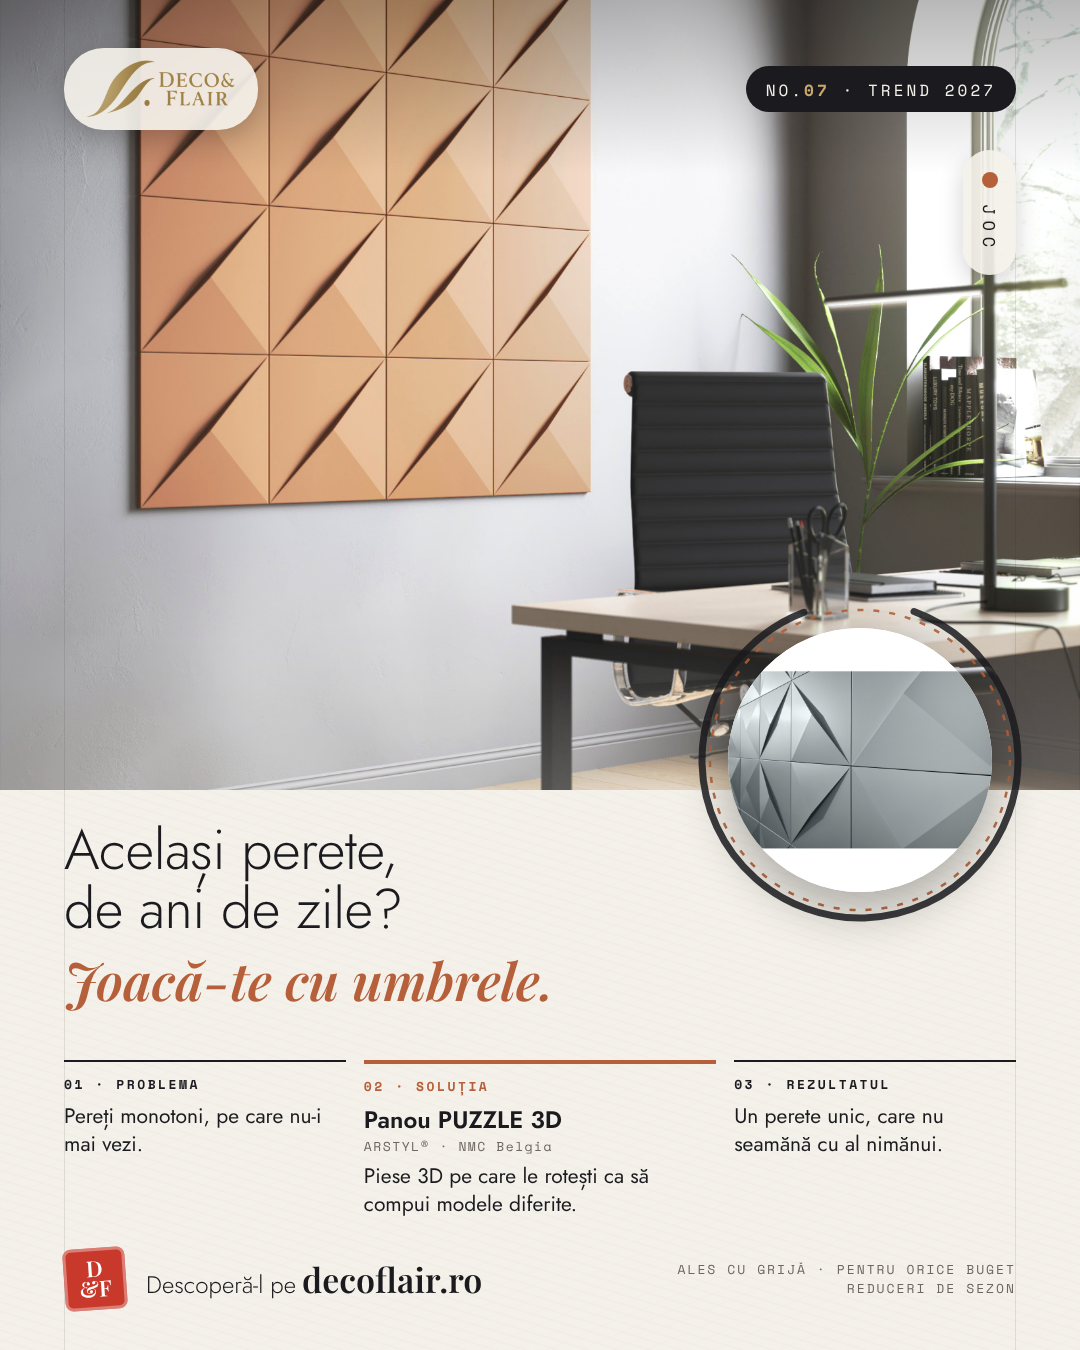 DECO&
FLAIR
NO.07 · TREND 2027
JOC
Același perete,
de ani de zile?
Joacă-te cu umbrele.
01 · PROBLEMA
Pereți monotoni, pe care nu-i
mai vezi.
02 · SOLUȚIA
Panou PUZZLE 3D
ARSTYL® · NMC Belgia
Piese 3D pe care le rotești ca să
compui modele diferite.
03 · REZULTATUL
Un perete unic, care nu
seamănă cu al nimănui.
D
&F
Descoperă-l pe decoflair.ro
ALES CU GRIJĂ · PENTRU ORICE BUGET
REDUCERI DE SEZON